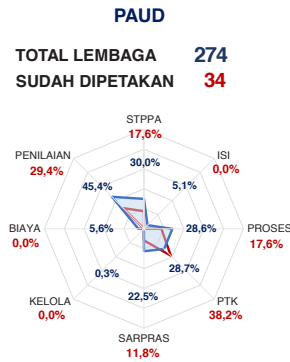 PAUD
TOTAL LEMBAGA 274
SUDAH DIPETAKAN 34
STPPA
17,6%
PENILAIAN
29,4%
ISI
0,0%
30,0%
45,4%
5,1%
BIAYA
0,0%
5,6%
28,6%
PROSES
17,6%
0,3%
28,7%
22,5%
KELOLA
0,0%
PTK
38,2%
SARPRAS
11,8%